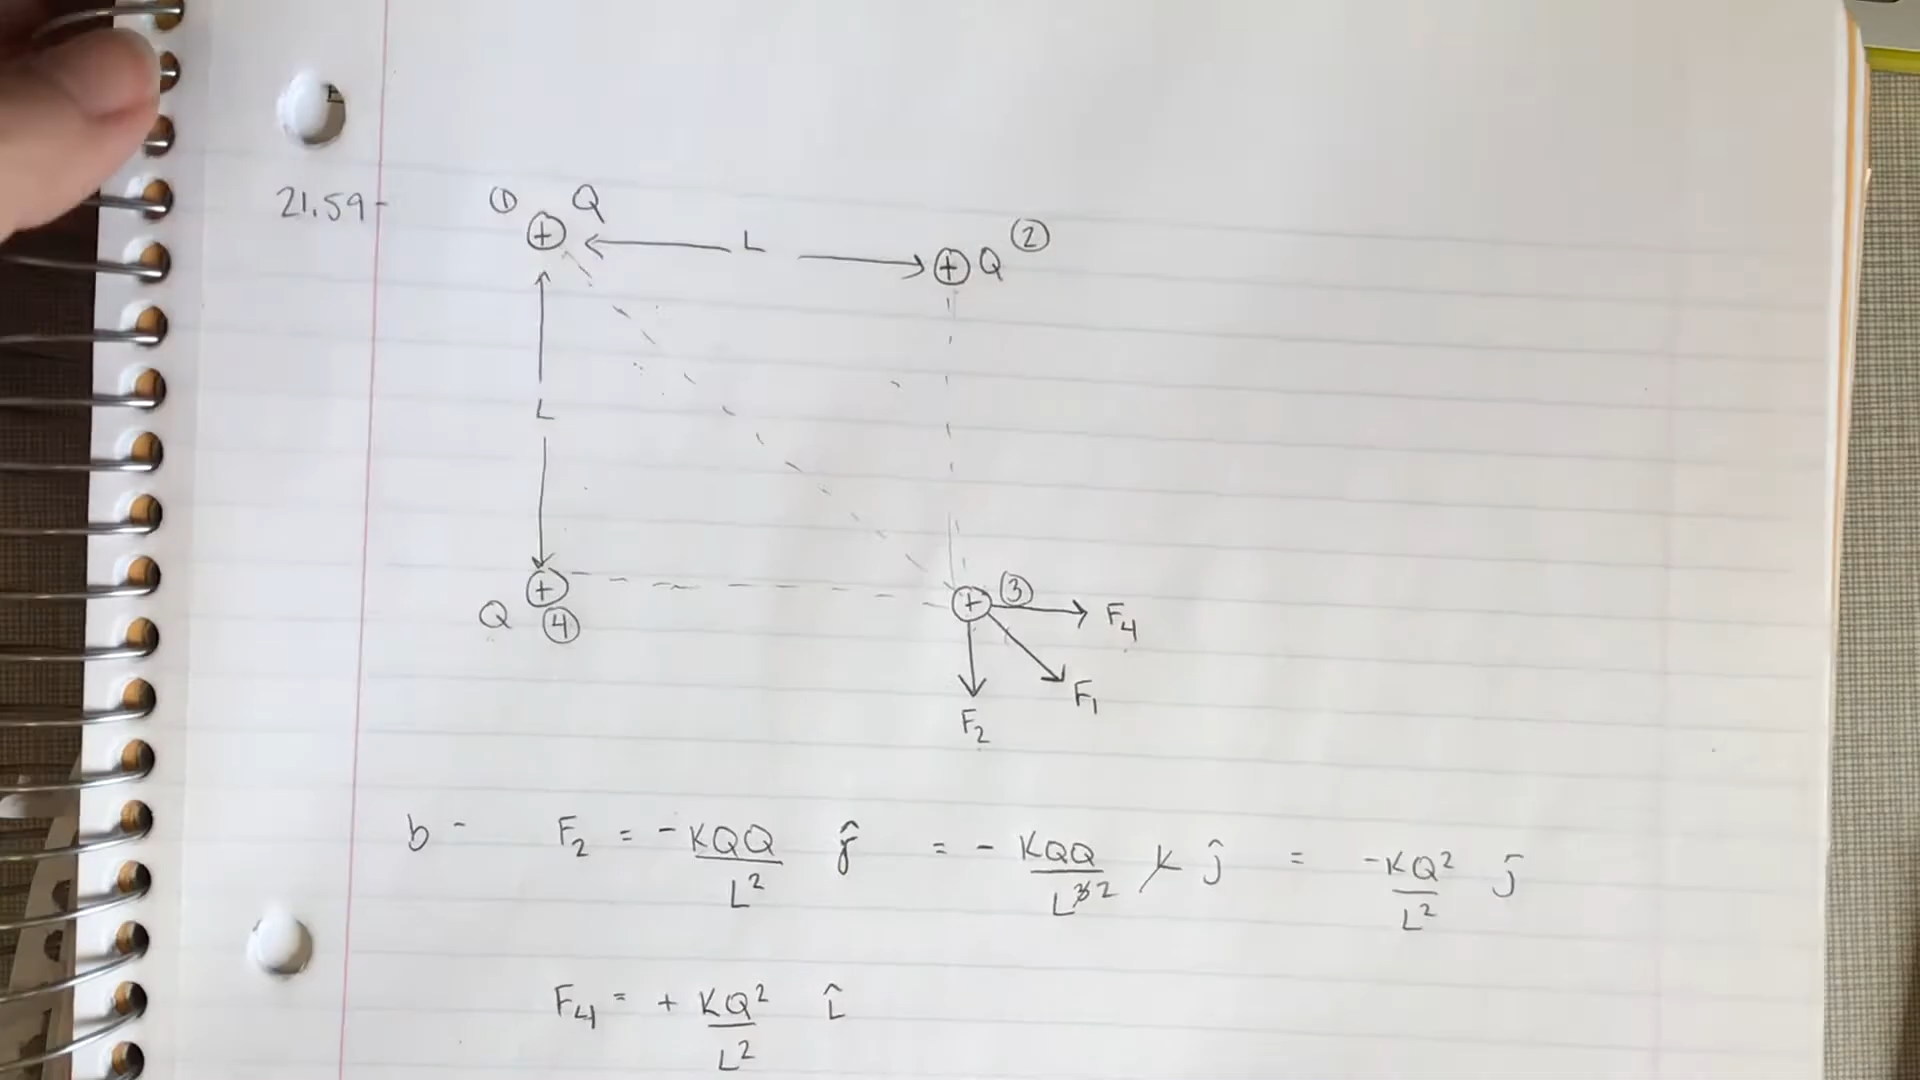 21.59 ① Q
+ L + Q ②
L
+ + ③ F₄
Q ④
F₁
F₂
b - F₂ = -KQQ/L² ĵ = - KQQ/L² ĵ = -KQ²/L² ĵ
F₄ = + KQ²/L² î